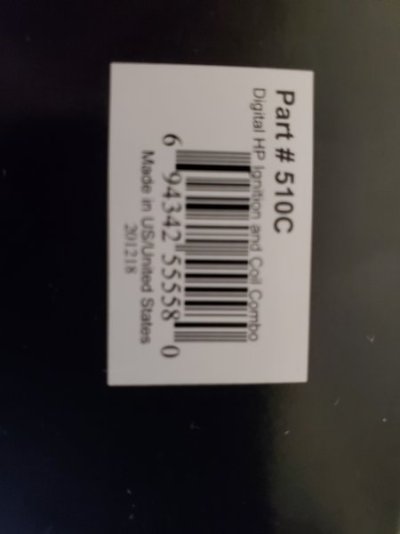 Part # 510C
Digital HP Ignition and Coil Combo
6 94342 55558 0
Made in US/United States
201218